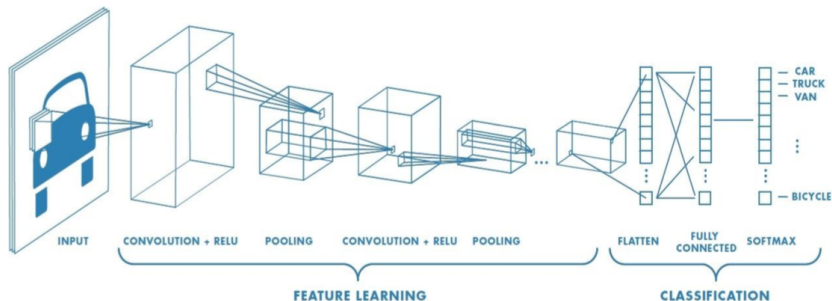 CAR
TRUCK
VAN
BICYCLE
INPUT
CONVOLUTION + RELU
POOLING
CONVOLUTION + RELU
POOLING
FLATTEN
FULLY
CONNECTED
SOFTMAX
FEATURE LEARNING
CLASSIFICATION